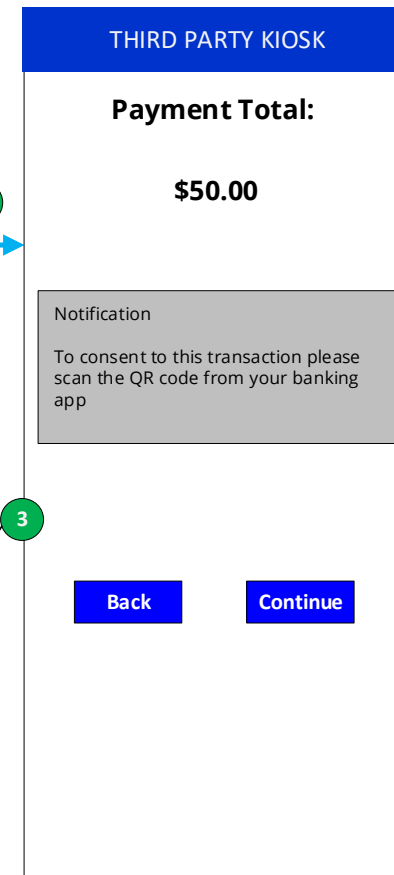 THIRD PARTY KIOSK
Payment Total:
$50.00
Notification
To consent to this transaction please
scan the QR code from your banking
app
3
Back
Continue